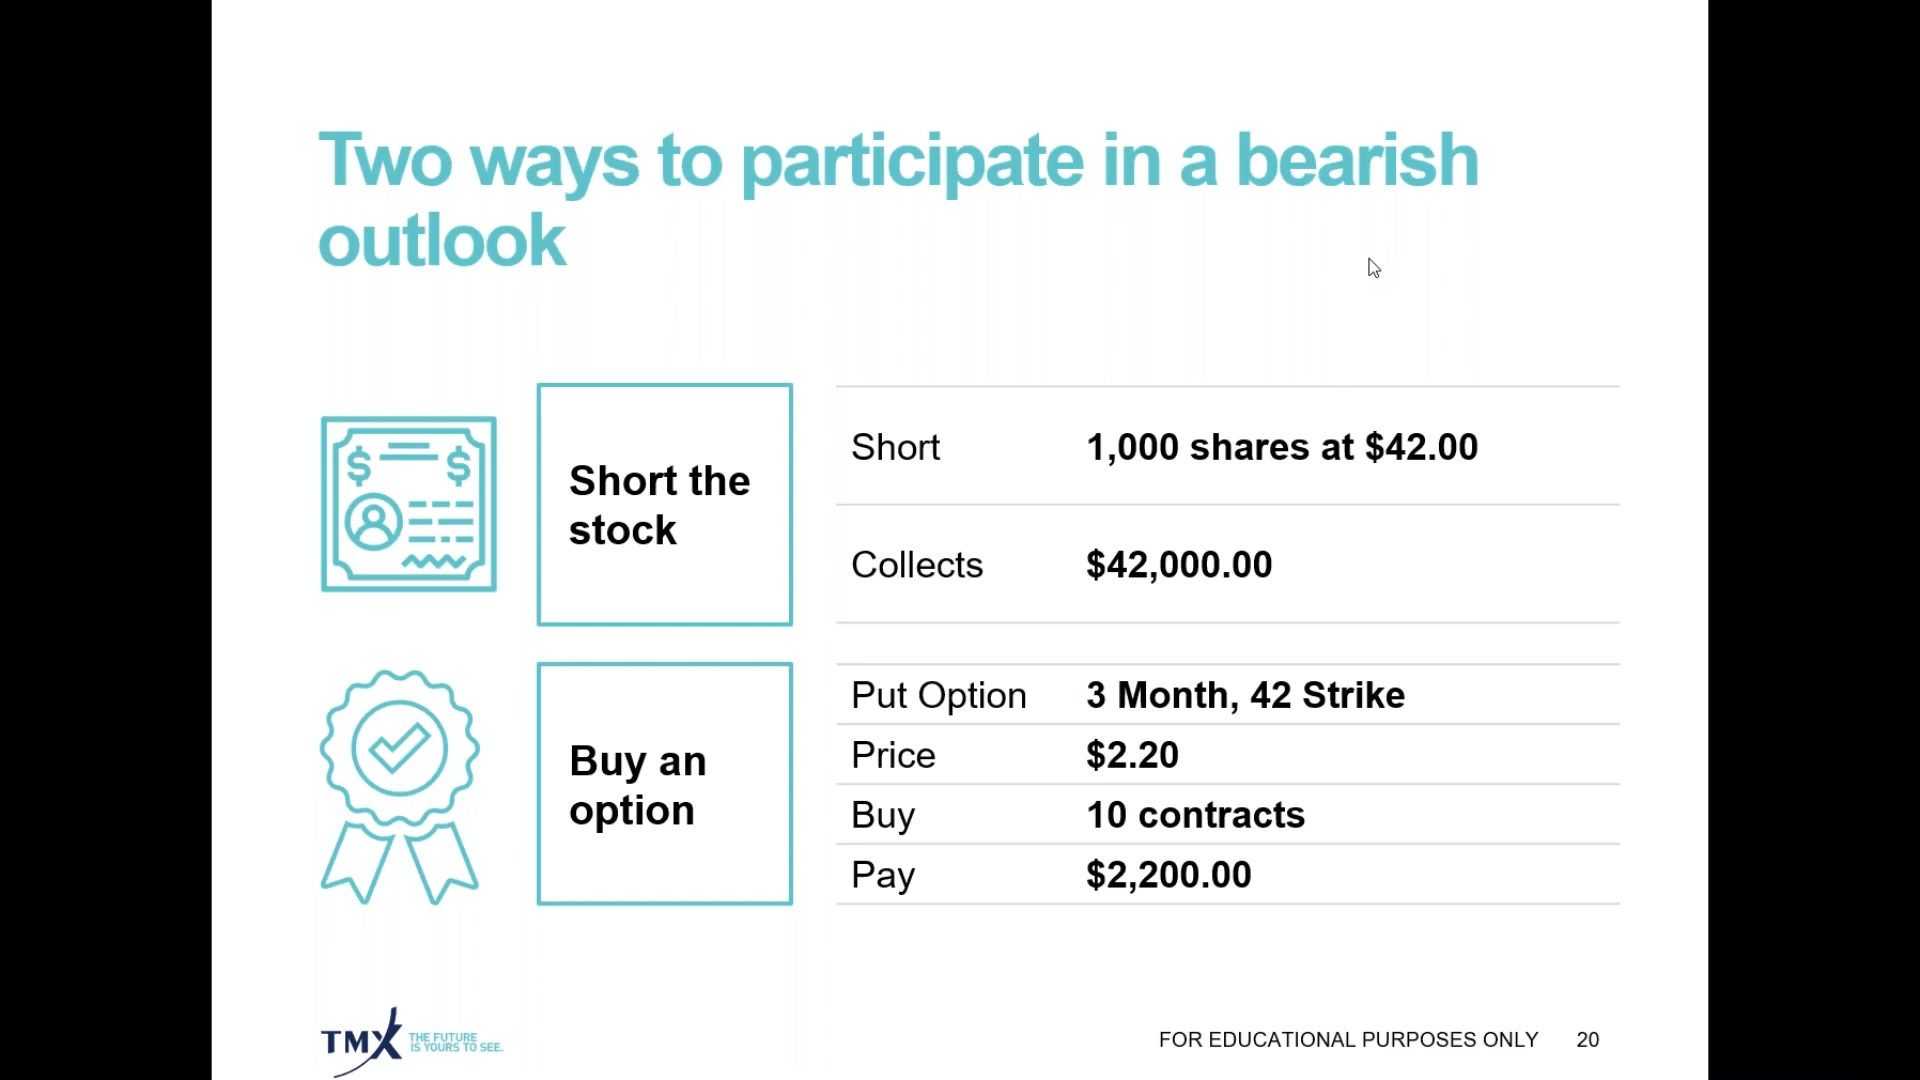 Two ways to participate in a bearish
outlook
$ $
Short the
stock
Short 1,000 shares at $42.00
Collects $42,000.00
Buy an
option
Put Option 3 Month, 42 Strike
Price $2.20
Buy 10 contracts
Pay $2,200.00
TMX THE FUTURE
IS YOURS TO SEE.
FOR EDUCATIONAL PURPOSES ONLY 20